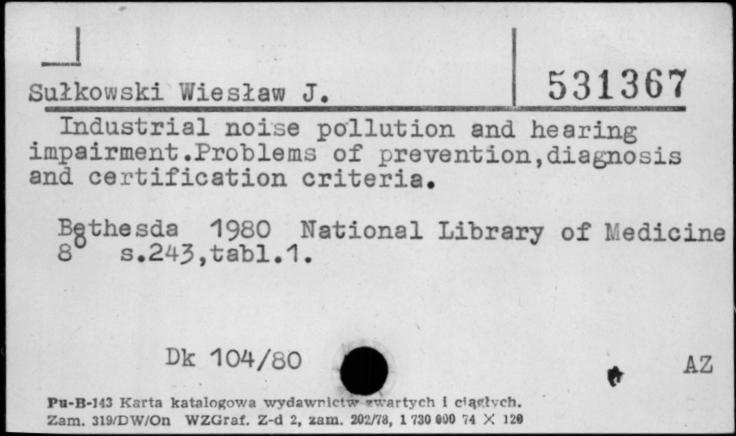 Sułkowski Wiesław J.
531367
Industrial noise pollution and hearing
impairment.Problems of prevention,diagnosis
and certification criteria.
Bethesda 1980 National Library of Medicine
8° s.243,tabl.1.
Dk 104/80
AZ
Pu-B-143 Karta katalogowa wydawnictw zwartych i ciągłych.
Zam. 319/DW/On WZGraf. Z-d 2, zam. 202/78, 1 730 000 74 X 120